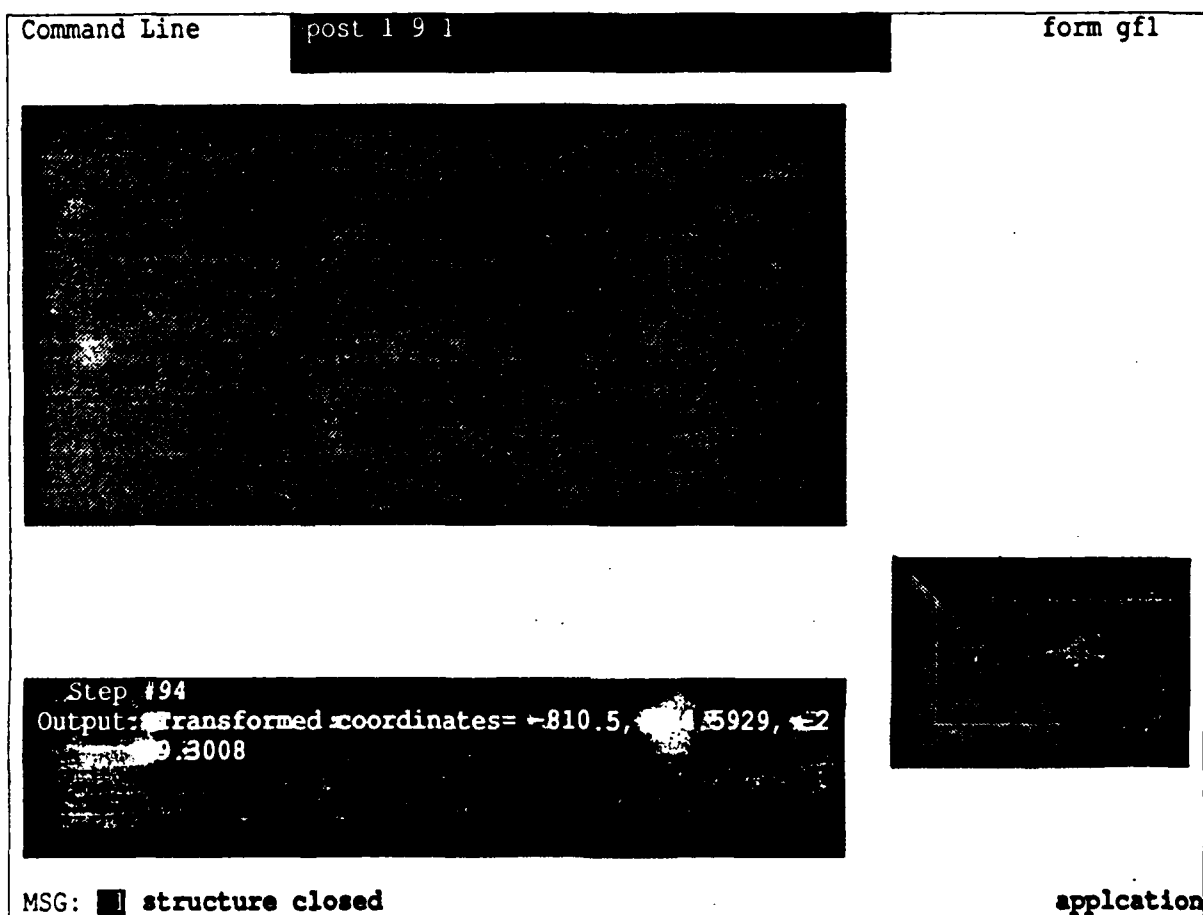 Command Line post 1 9 1 form gf1
Step #94
Output: Transformed coordinates= -810.5, 5929, -2
9.3008
MSG: structure closed applcation